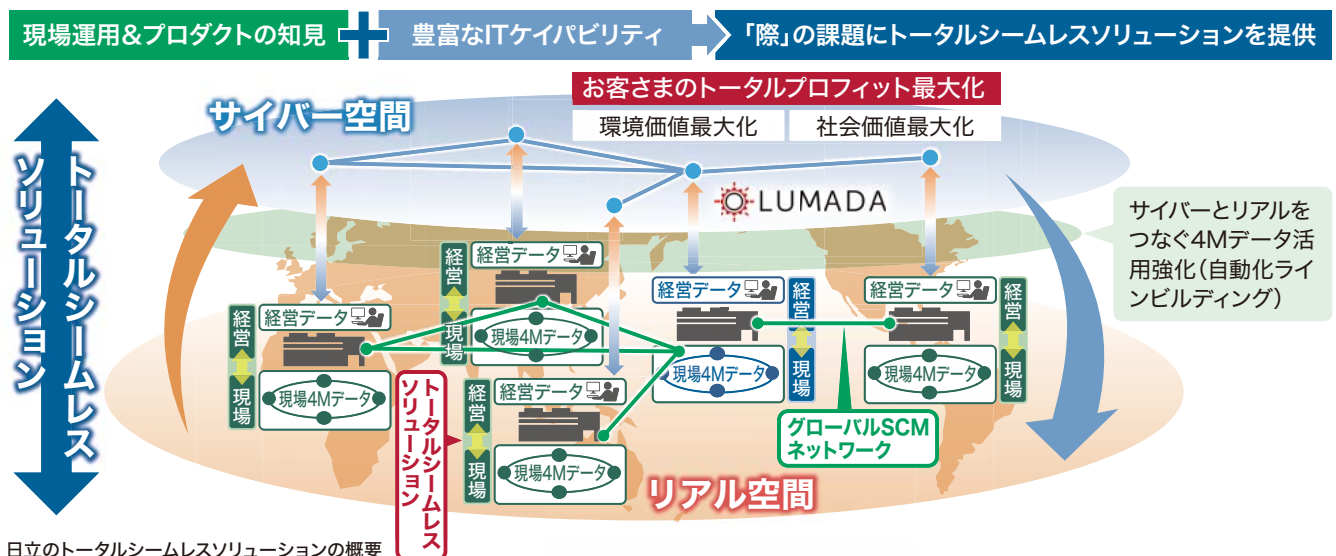 現場運用&プロダクトの知見
豊富なITケイパビリティ
「際」の課題にトータルシームレスソリューションを提供
お客さまのトータルプロフィット最大化
環境価値最大化
社会価値最大化
サイバー空間
トータルシームレス
ソリューション
LUMADA
サイバーとリアルを
つなぐ4Mデータ活
用強化（自動化ライ
ンビルディング）
経営
現場
経営データ
現場4Mデータ
経営
現場
経営データ
現場4Mデータ
経営データ
現場4Mデータ
経営
現場
経営データ
現場4Mデータ
経営
現場
トータルシームレス
ソリューション
経営
現場
経営データ
現場4Mデータ
グローバルSCM
ネットワーク
リアル空間
日立のトータルシームレスソリューションの概要